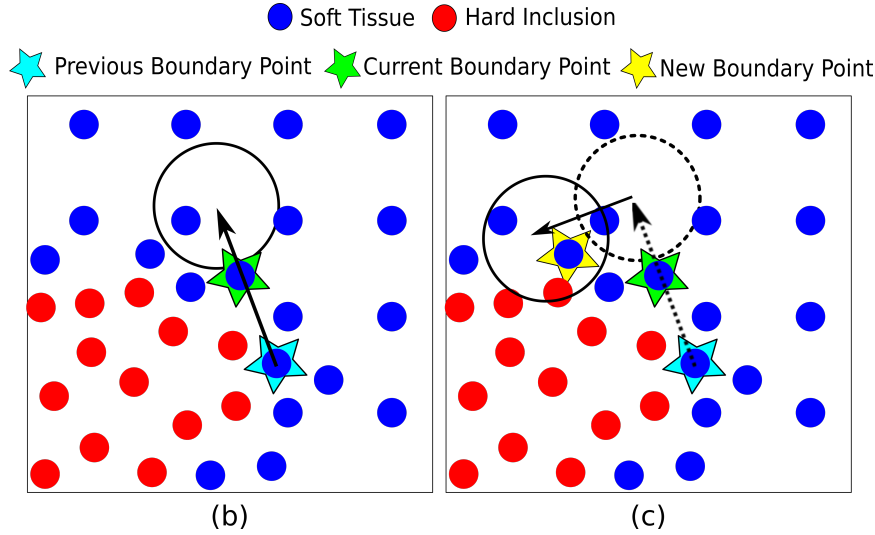 Soft Tissue Hard Inclusion
Previous Boundary Point Current Boundary Point New Boundary Point
(b) (c)